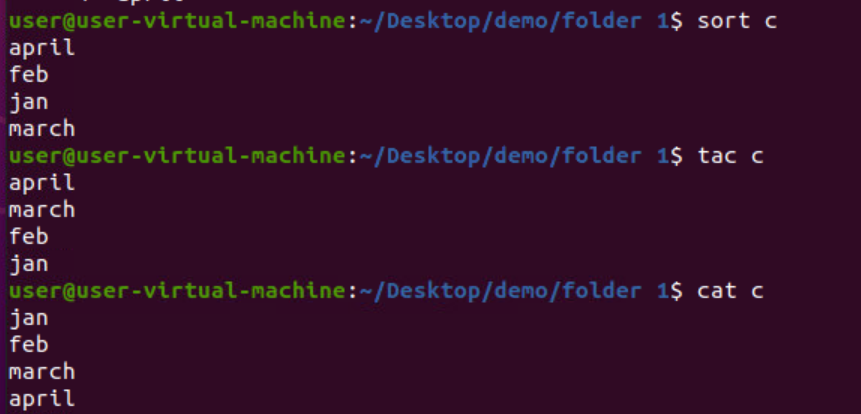 user@user-virtual-machine:~/Desktop/demo/folder 1$ sort c
april
feb
jan
march
user@user-virtual-machine:~/Desktop/demo/folder 1$ tac c
april
march
feb
jan
user@user-virtual-machine:~/Desktop/demo/folder 1$ cat c
jan
feb
march
april